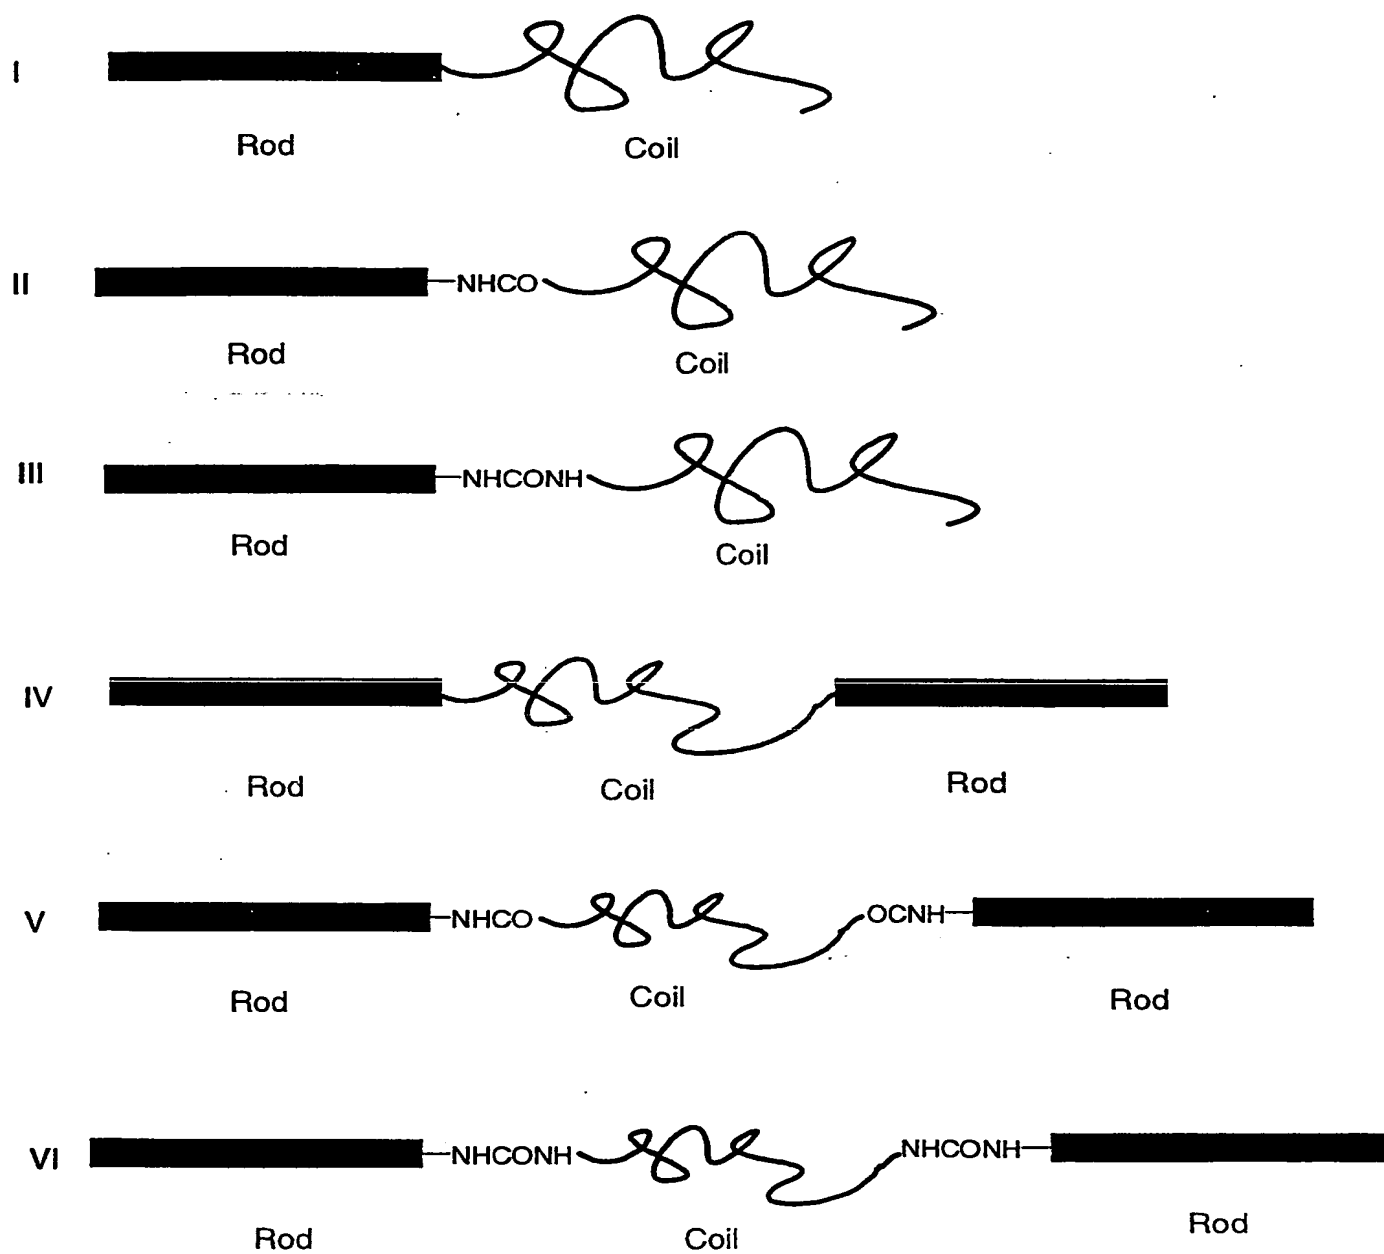 I
Rod Coil
II
NHCO
Rod Coil
III
NHCONH
Rod Coil
IV
Rod Coil Rod
V
NHCO OCNH
Rod Coil Rod
VI
NHCONH NHCONH
Rod Coil Rod